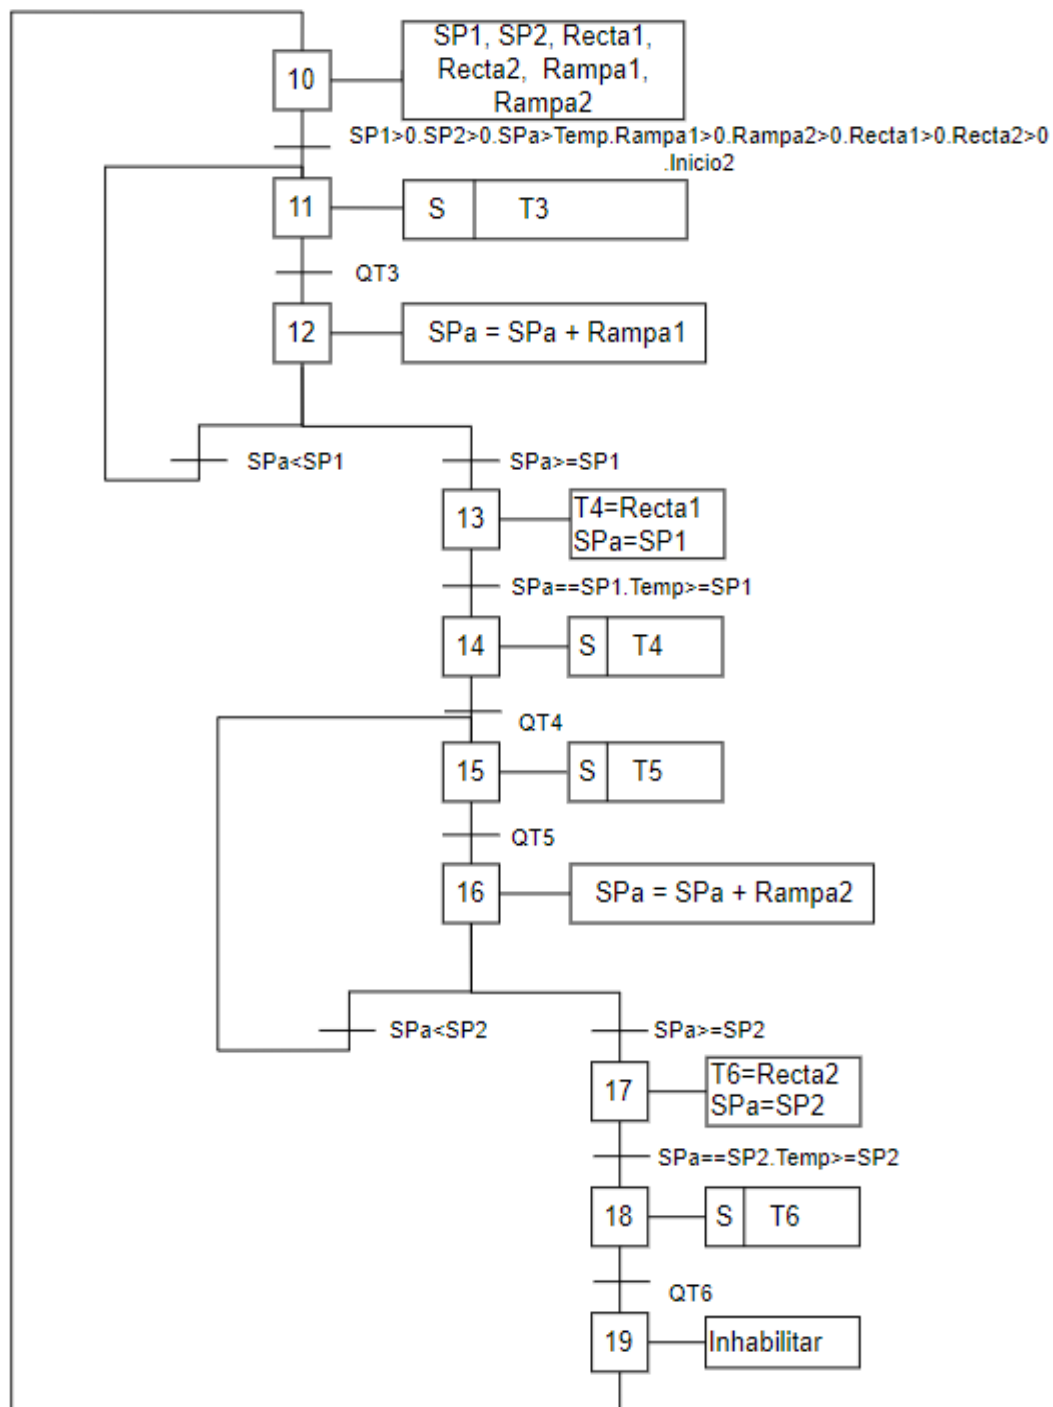 SP1, SP2, Recta1,
Recta2, Rampa1,
Rampa2
10
SP1>0.SP2>0.SPa>Temp.Rampa1>0.Rampa2>0.Recta1>0.Recta2>0
.Inicio2
11
S T3
QT3
12
SPa = SPa + Rampa1
SPa<SP1
SPa>=SP1
13
T4=Recta1
SPa=SP1
SPa==SP1.Temp>=SP1
14
S T4
QT4
15
S T5
QT5
16
SPa = SPa + Rampa2
SPa<SP2
SPa>=SP2
17
T6=Recta2
SPa=SP2
SPa==SP2.Temp>=SP2
18
S T6
QT6
19
Inhabilitar